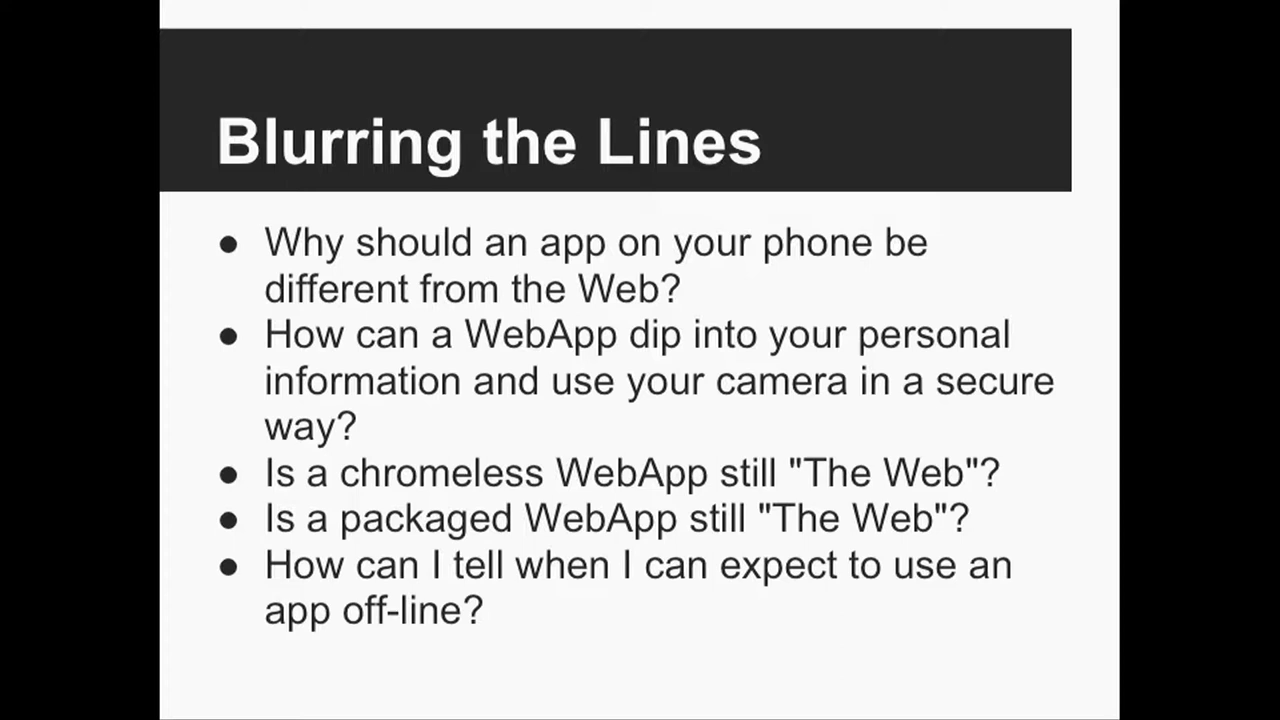 Blurring the Lines
● Why should an app on your phone be
different from the Web?
● How can a WebApp dip into your personal
information and use your camera in a secure
way?
● Is a chromeless WebApp still "The Web"?
● Is a packaged WebApp still "The Web"?
● How can I tell when I can expect to use an
app off-line?